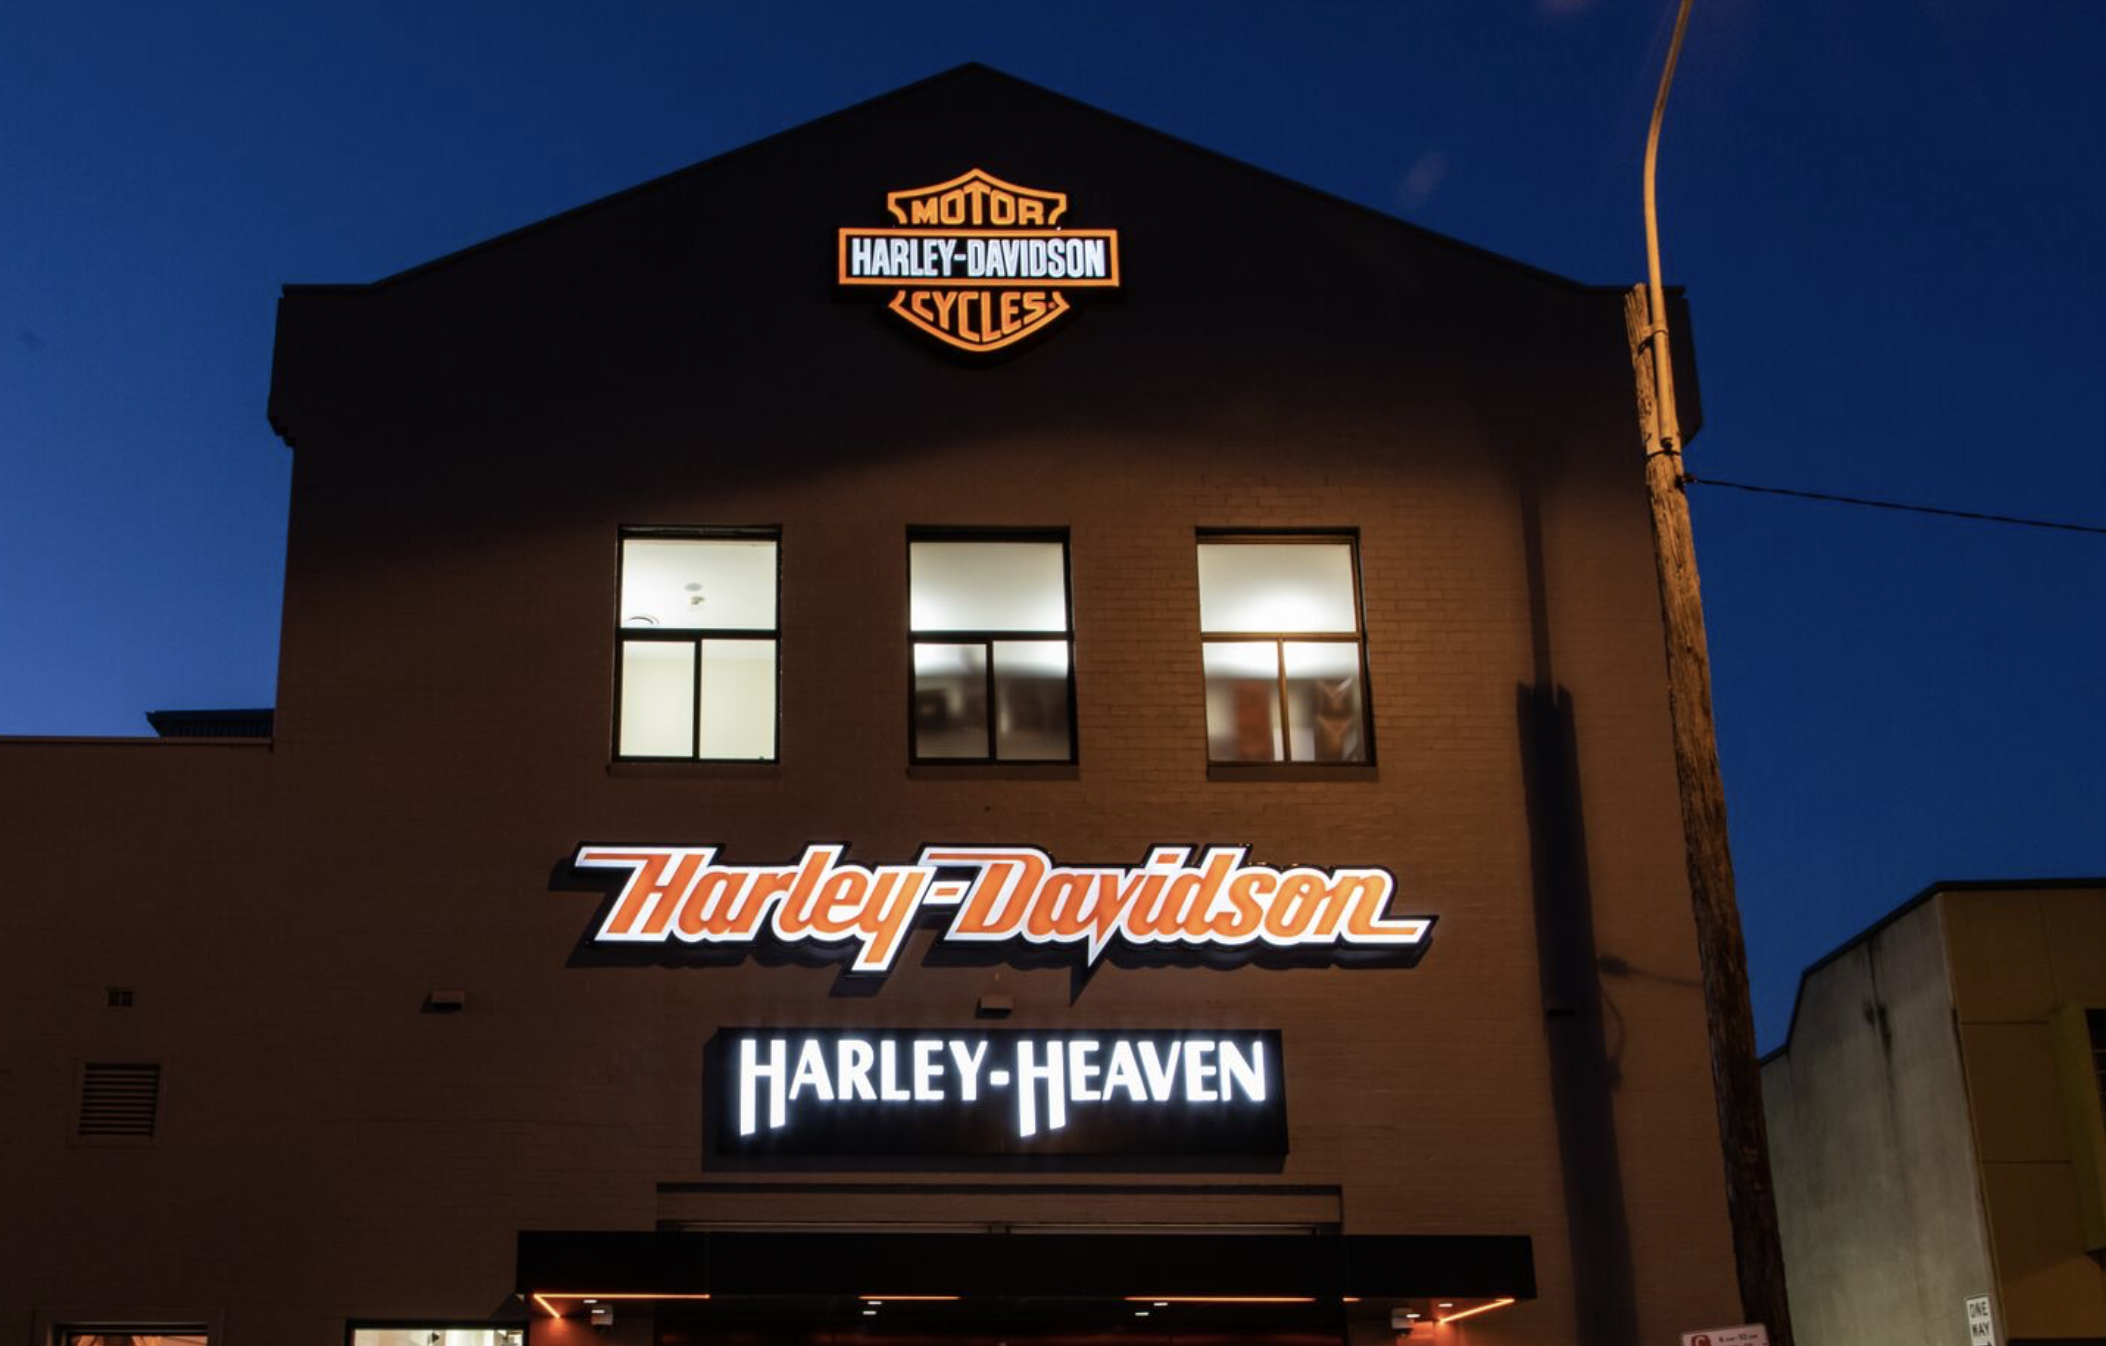 MOTOR
HARLEY-DAVIDSON
CYCLES
Harley-Davidson
HARLEY-HEAVEN
ONE
WAY